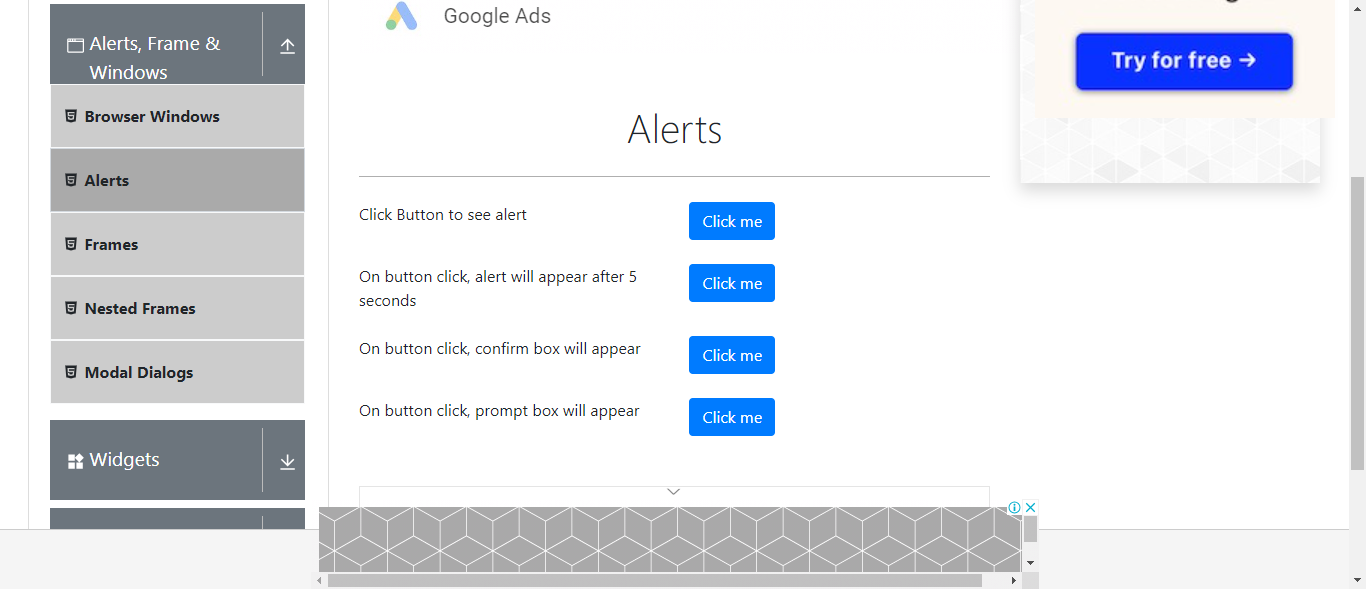 Alerts, Frame &
Windows
Browser Windows
Alerts
Frames
Nested Frames
Modal Dialogs
Widgets
Google Ads
Alerts
Click Button to see alert
Click me
On button click, alert will appear after 5
seconds
Click me
On button click, confirm box will appear
Click me
On button click, prompt box will appear
Click me
Try for free →